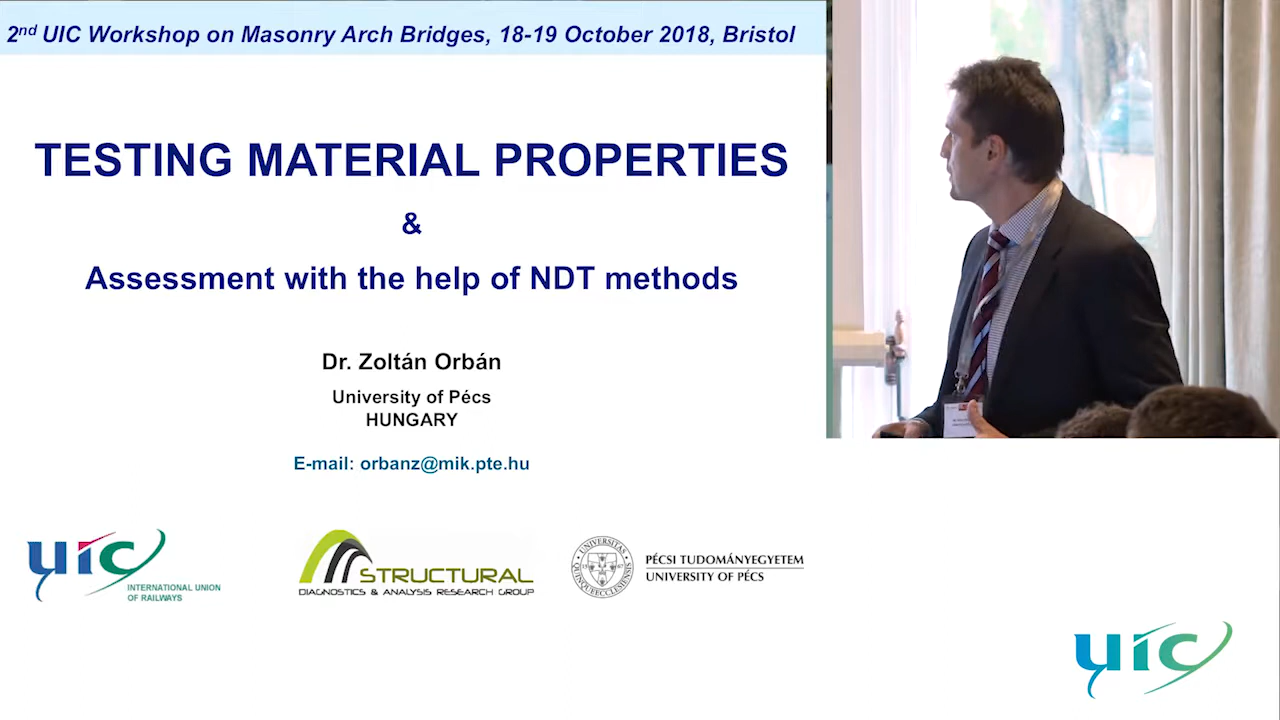 2nd UIC Workshop on Masonry Arch Bridges, 18-19 October 2018, Bristol
TESTING MATERIAL PROPERTIES
&
Assessment with the help of NDT methods
Dr. Zoltán Orbán
University of Pécs
HUNGARY
E-mail: orbanz@mik.pte.hu
uic
INTERNATIONAL UNION
OF RAILWAYS
STRUCTURAL
DIAGNOSTICS & ANALYSIS RESEARCH GROUP
UNIVERSITAS
QUINQUEECCLESIENSIS
PÉCSI TUDOMÁNYEGYETEM
UNIVERSITY OF PÉCS
uic